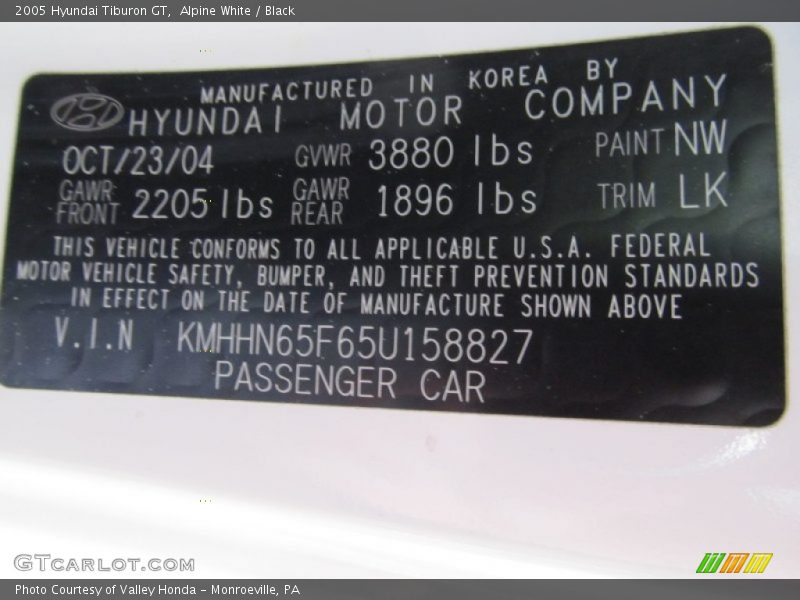 2005 Hyundai Tiburon GT,  Alpine White / Black
MANUFACTURED IN KOREA BY
HYUNDAI MOTOR COMPANY
OCT/23/04 GVWR 3880 lbs PAINT NW
GAWR FRONT 2205 lbs GAWR REAR 1896 lbs TRIM LK
THIS VEHICLE CONFORMS TO ALL APPLICABLE U.S.A. FEDERAL
MOTOR VEHICLE SAFETY, BUMPER, AND THEFT PREVENTION STANDARDS
IN EFFECT ON THE DATE OF MANUFACTURE SHOWN ABOVE
V.I.N KMHHN65F65U158827
PASSENGER CAR
GTCARLOT.COM
Photo Courtesy of Valley Honda - Monroeville, PA